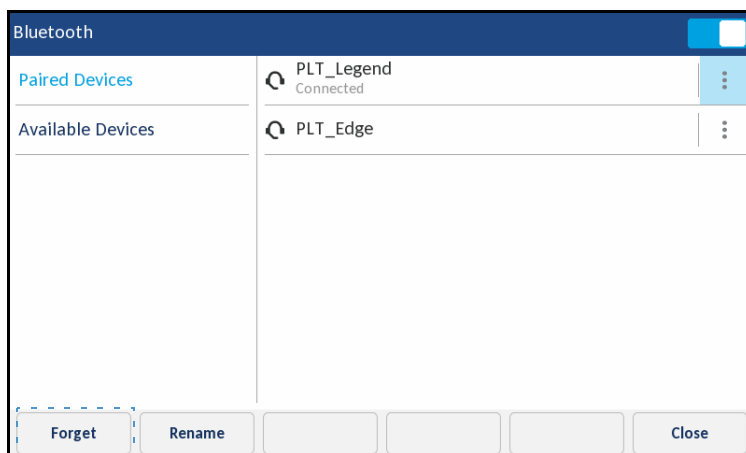 Bluetooth
Paired Devices
Available Devices
PLT_Legend
Connected
PLT_Edge
Forget
Rename
Close